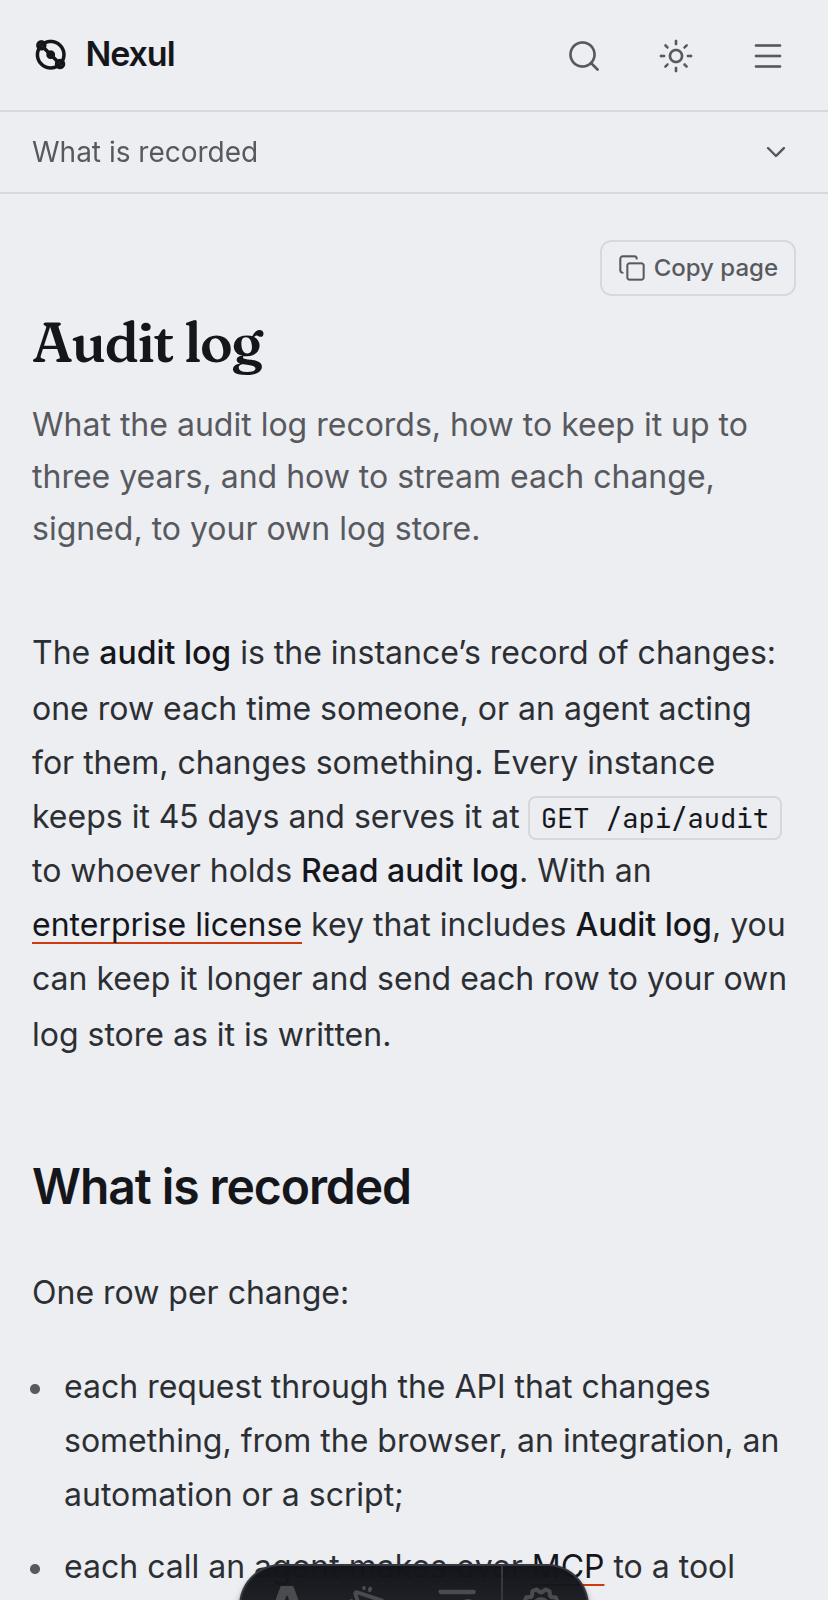 Nexul
What is recorded
Copy page
Audit log
What the audit log records, how to keep it up to
three years, and how to stream each change,
signed, to your own log store.
The audit log is the instance’s record of changes:
one row each time someone, or an agent acting
for them, changes something. Every instance
keeps it 45 days and serves it at GET /api/audit
to whoever holds Read audit log. With an
enterprise license key that includes Audit log, you
can keep it longer and send each row to your own
log store as it is written.
What is recorded
One row per change:
each request through the API that changes
something, from the browser, an integration, an
automation or a script;
each call an agent makes over MCP to a tool